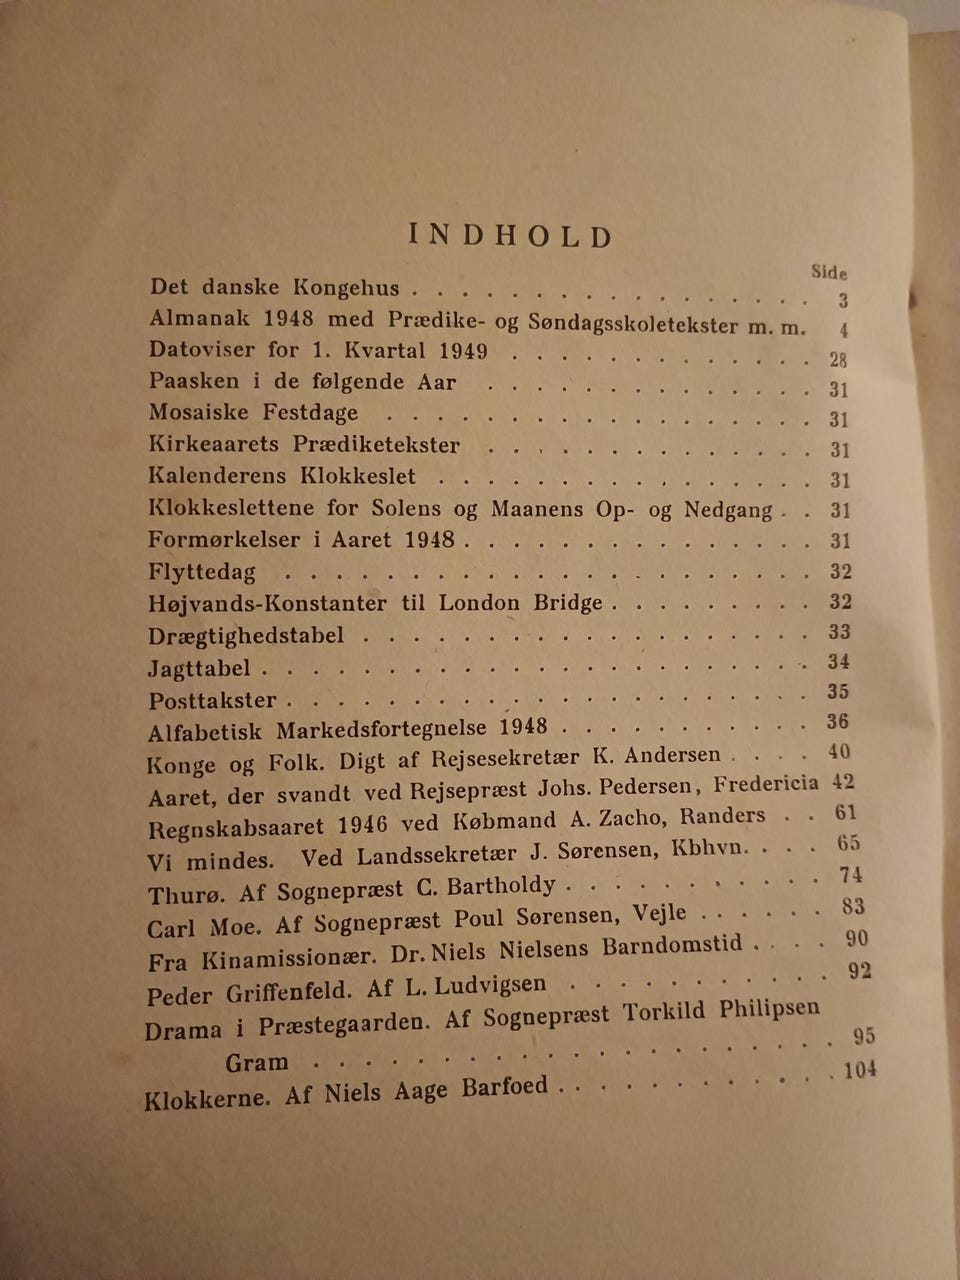 INDHOLD
Side
Det danske Kongehus . . . . . . . . . . . . . . . . . 3
Almanak 1948 med Prædike- og Søndagsskoletekster m. m. 4
Datoviser for 1. Kvartal 1949 . . . . . . . . . . . . . 28
Paasken i de følgende Aar . . . . . . . . . . . . . . 31
Mosaiske Festdage . . . . . . . . . . . . . . . . . . 31
Kirkeaarets Prædiketekster . . . . . . . . . . . . . . 31
Kalenderens Klokkeslet . . . . . . . . . . . . . . . . 31
Klokkeslettene for Solens og Maanens Op- og Nedgang . . 31
Formørkelser i Aaret 1948 . . . . . . . . . . . . . . . 31
Flyttedag . . . . . . . . . . . . . . . . . . . . . . 32
Højvands-Konstanter til London Bridge . . . . . . . . . 32
Drægtighedstabel . . . . . . . . . . . . . . . . . . . 33
Jagttabel . . . . . . . . . . . . . . . . . . . . . . . 34
Posttakster . . . . . . . . . . . . . . . . . . . . . . 35
Alfabetisk Markedsfortegnelse 1948 . . . . . . . . . . . 36
Konge og Folk. Digt af Rejsesekretær K. Andersen . . . . 40
Aaret, der svandt ved Rejsepræst Johs. Pedersen, Fredericia 42
Regnskabsaaret 1946 ved Købmand A. Zacho, Randers . . 61
Vi mindes. Ved Landssekretær J. Sørensen, Kbhvn. . . . 65
Thurø. Af Sognepræst C. Bartholdy . . . . . . . . . . . 74
Carl Moe. Af Sognepræst Poul Sørensen, Vejle . . . . . . 83
Fra Kinamissionær. Dr. Niels Nielsens Barndomstid . . . . 90
Peder Griffenfeld. Af L. Ludvigsen . . . . . . . . . . . 92
Drama i Præstegaarden. Af Sognepræst Torkild Philipsen
Gram . . . . . . . . . . . . . . . . . . . . . 95
Klokkerne. Af Niels Aage Barfoed . . . . . . . . . . . . 104